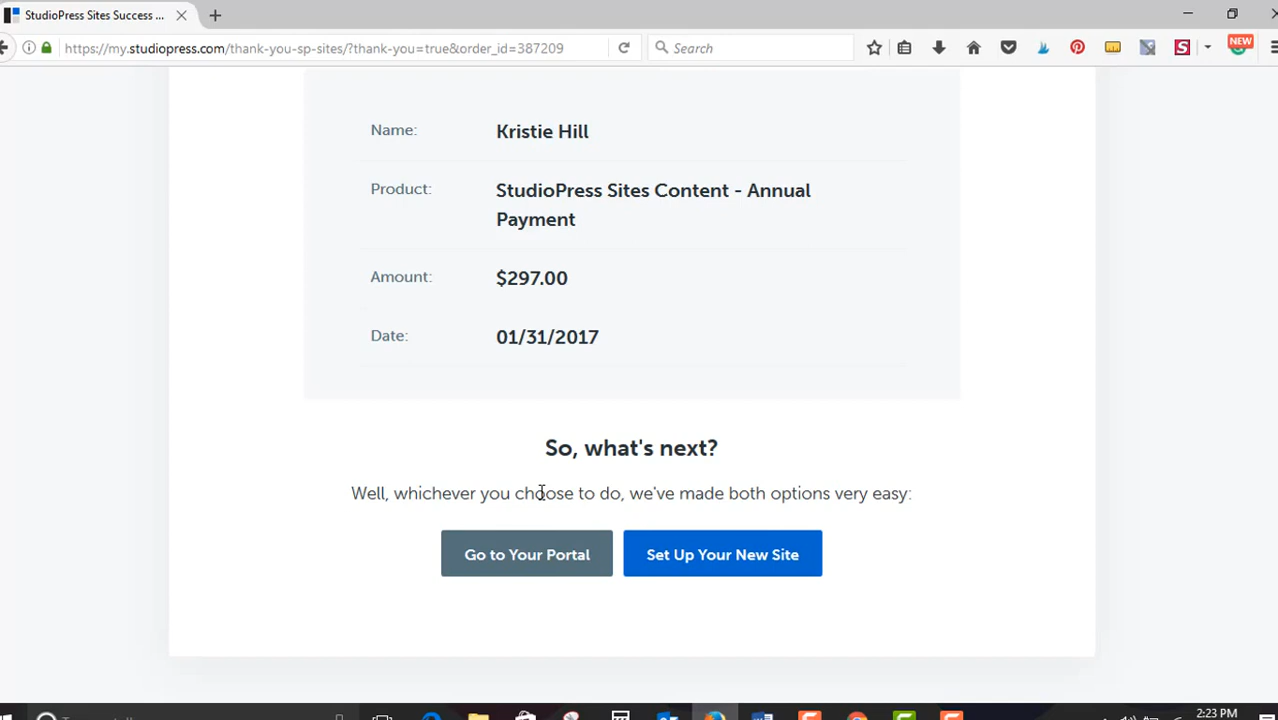 StudioPress Sites Success ...
https://my.studiopress.com/thank-you-sp-sites/?thank-you=true&order_id=387209
Search
NEW
Name:
Kristie Hill
Product:
StudioPress Sites Content - Annual
Payment
Amount:
$297.00
Date:
01/31/2017
So, what's next?
Well, whichever you choose to do, we've made both options very easy:
Go to Your Portal
Set Up Your New Site
2:23 PM